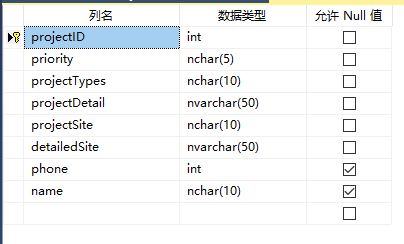 列名 数据类型 允许 Null 值
projectID int
priority nchar(5)
projectTypes nchar(10)
projectDetail nvarchar(50)
projectSite nchar(10)
detailedSite nvarchar(50)
phone int
name nchar(10)